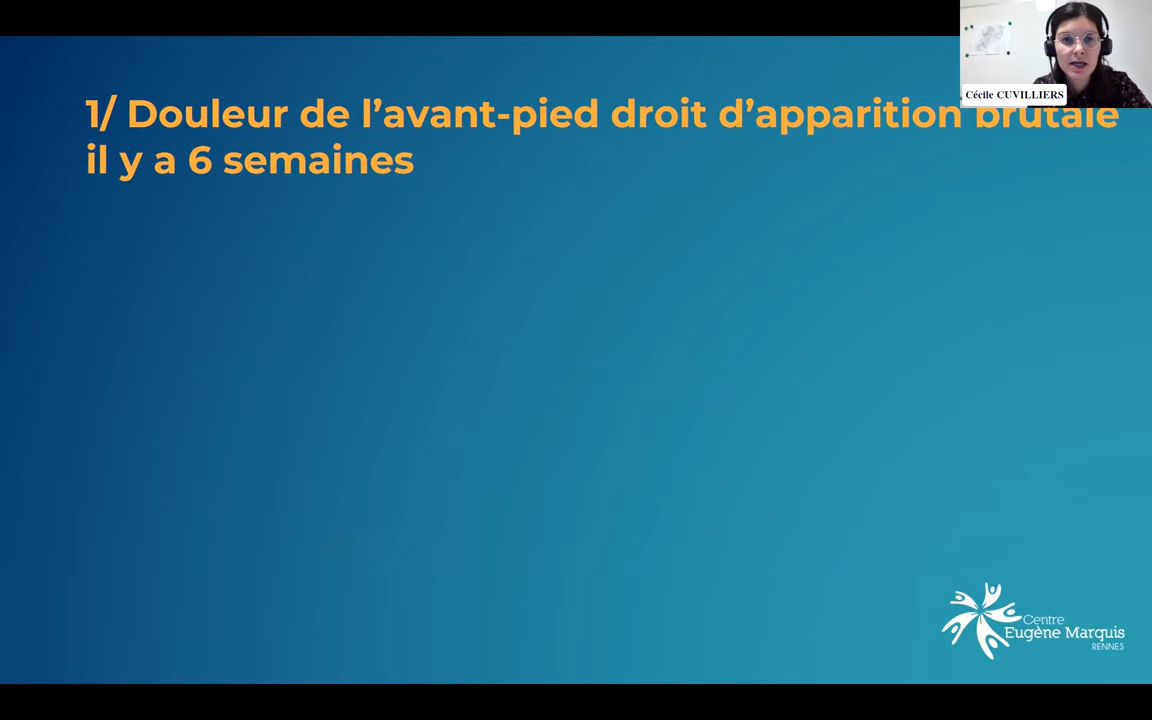 Cécile CUVILLIERS
1/ Douleur de l’avant-pied droit d’apparition brutale
il y a 6 semaines
Centre
Eugène Marquis
RENNES